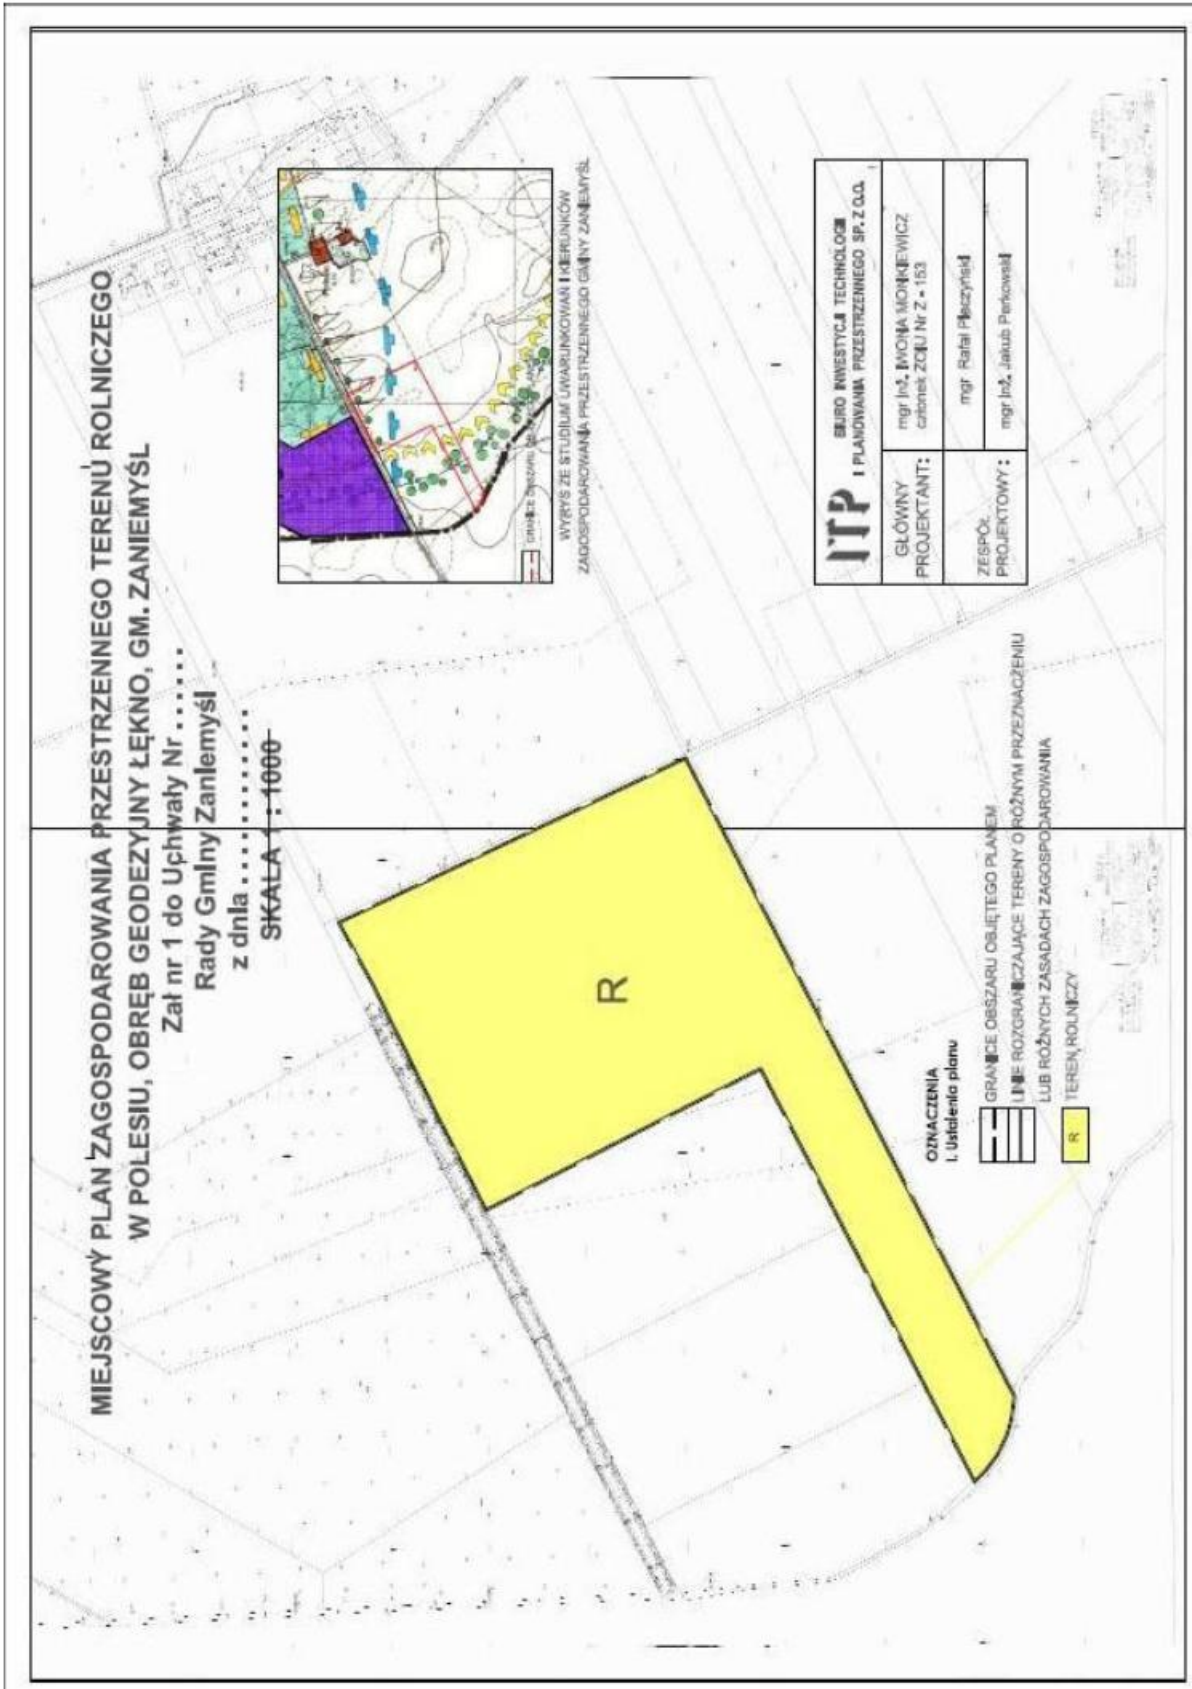 MIEJSCOWY PLAN ZAGOSPODAROWANIA PRZESTRZENNEGO TERENU ROLNICZEGO
W POLESIU, OBRĘB GEODEZYJNY ŁĘKNO, GM. ZANIEMYŚL
Zał nr 1 do Uchwały Nr ......
Rady Gminy Zaniemyśl
z dnia ............
SKALA 1 : 1000
GRANICE OBSZARU
WYRYS ZE STUDIUM UWARUNKOWAŃ I KIERUNKÓW
ZAGOSPODAROWANIA PRZESTRZENNEGO GMINY ZANIEMYŚL
R
OZNACZENIA
I. Ustalenia planu
GRANICE OBSZARU OBJĘTEGO PLANEM
LINIE ROZGRANICZAJĄCE TERENY O RÓŻNYM PRZEZNACZENIU
LUB RÓŻNYCH ZASADACH ZAGOSPODAROWANIA
R TEREN ROLNICZY
ITP
BIURO INWESTYCJI TECHNOLOGII
I PLANOWANIA PRZESTRZENNEGO SP. Z O.O.
GŁÓWNY
PROJEKTANT:
mgr inż. IWONA MONKIEWICZ
członek ZOIU Nr Z - 153
ZESPÓŁ
PROJEKTOWY:
mgr Rafał Pleszyński
mgr inż. Jakub Perkowski